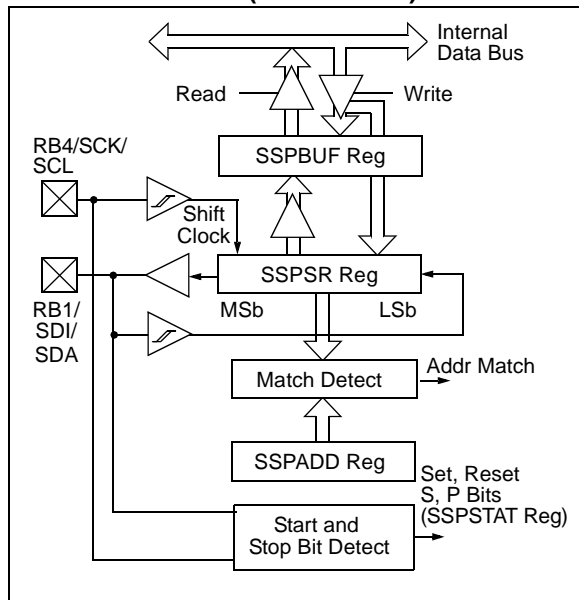 Internal
Data Bus
Read
Write
RB4/SCK/
SCL
SSPBUF Reg
Shift
Clock
SSPSR Reg
MSb
LSb
RB1/
SDI/
SDA
Match Detect
Addr Match
SSPADD Reg
Set, Reset
S, P Bits
(SSPSTAT Reg)
Start and
Stop Bit Detect